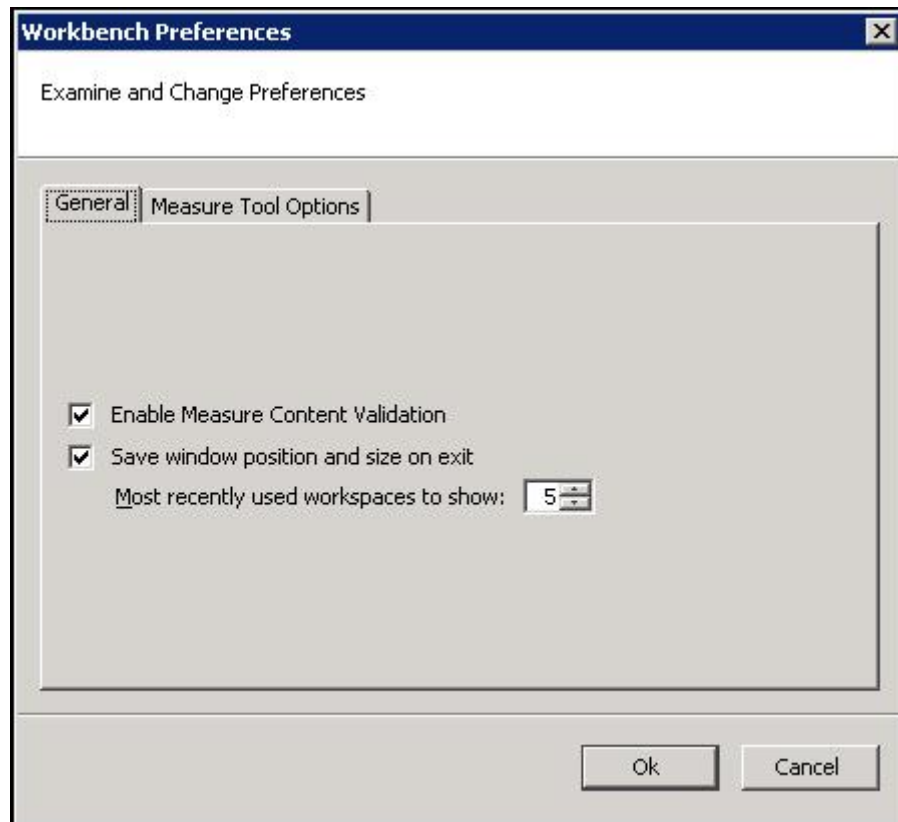 Workbench Preferences
Examine and Change Preferences
General Measure Tool Options
Enable Measure Content Validation
Save window position and size on exit
Most recently used workspaces to show: 5
Ok Cancel